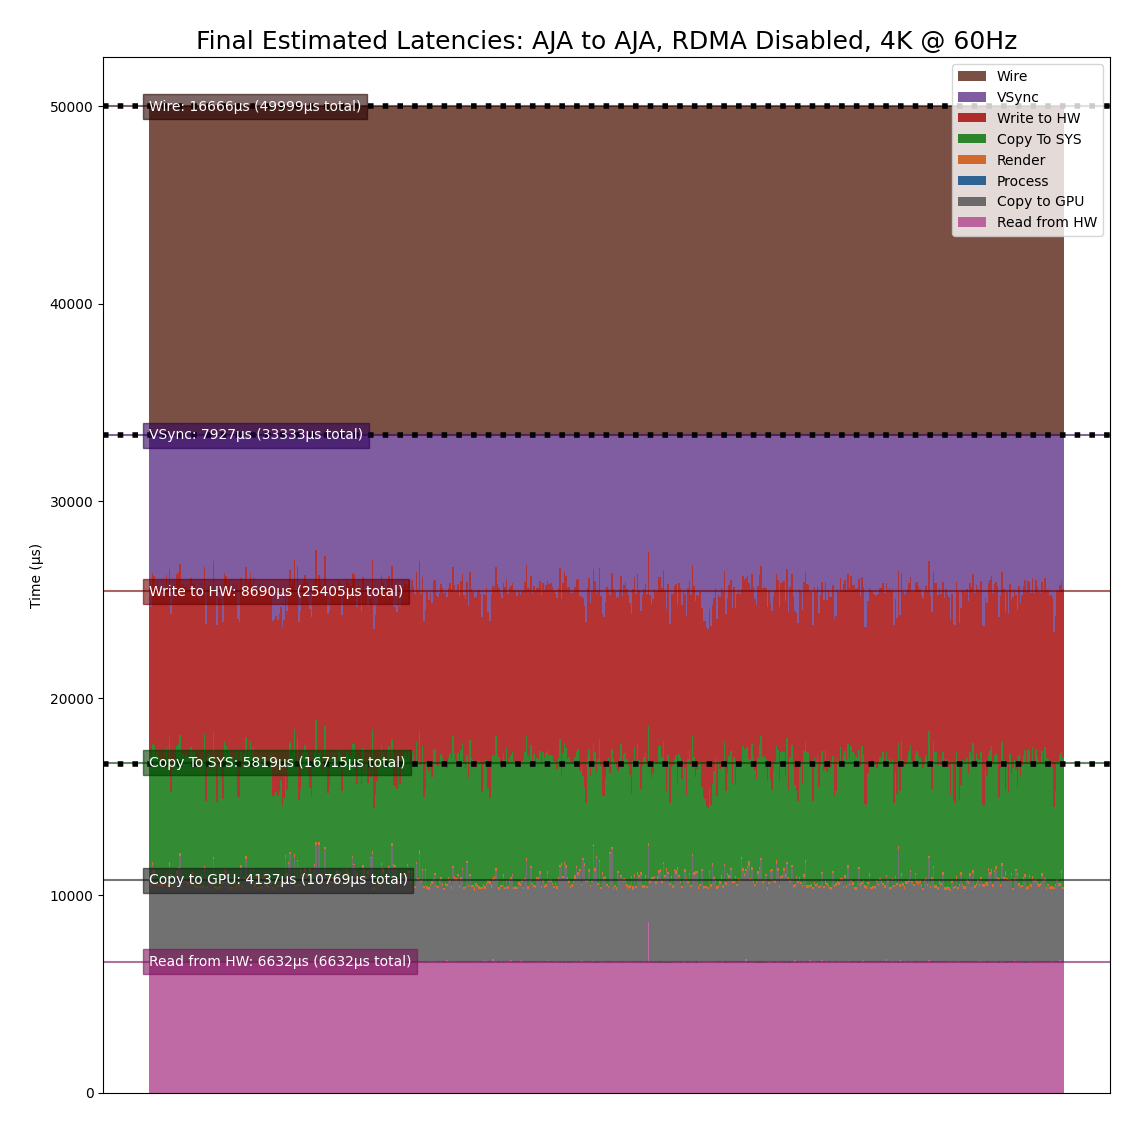 Final Estimated Latencies: AJA to AJA, RDMA Disabled, 4K @ 60Hz
Wire
VSync
Write to HW
Copy To SYS
Render
Process
Copy to GPU
Read from HW
50000
40000
30000
20000
10000
0
Time (µs)
Wire: 16666µs (49999µs total)
VSync: 7927µs (33333µs total)
Write to HW: 8690µs (25405µs total)
Copy To SYS: 5819µs (16715µs total)
Copy to GPU: 4137µs (10769µs total)
Read from HW: 6632µs (6632µs total)